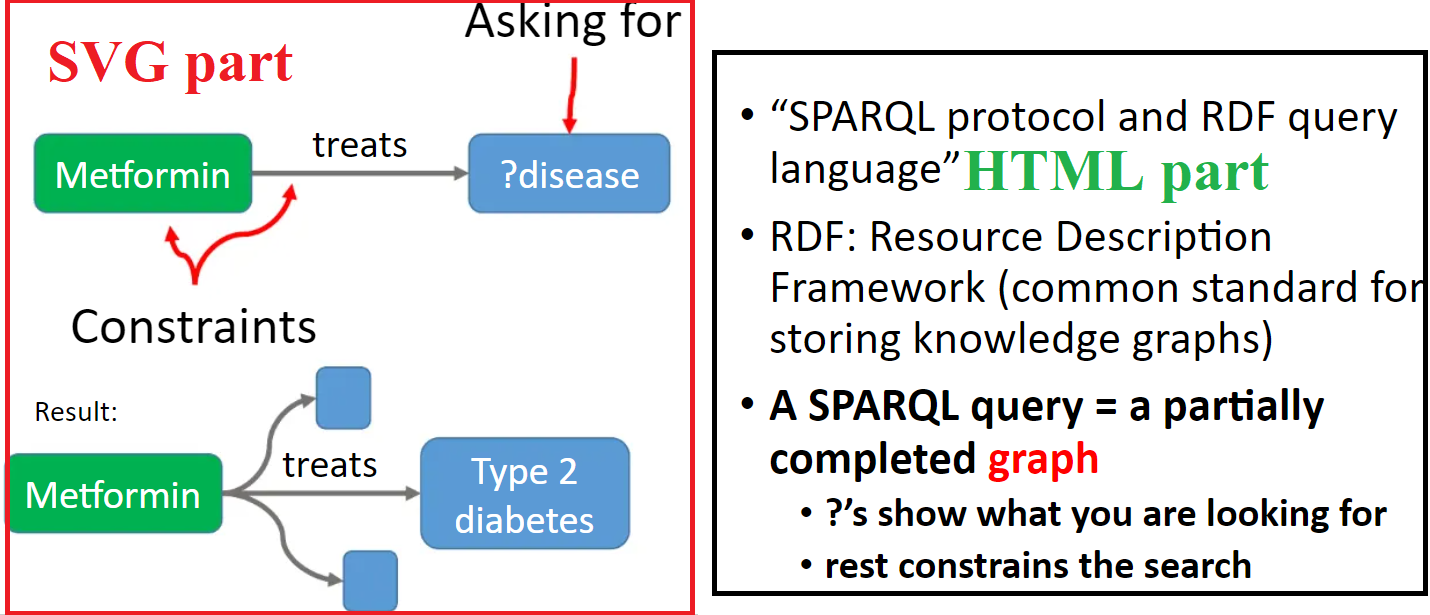 SVG part
Asking for
Metformin
treats
?disease
Constraints
Result:
Metformin
treats
Type 2
diabetes
• “SPARQL protocol and RDF query
language” HTML part
• RDF: Resource Description
Framework (common standard for
storing knowledge graphs)
• A SPARQL query = a partially
completed graph
• ?’s show what you are looking for
• rest constrains the search